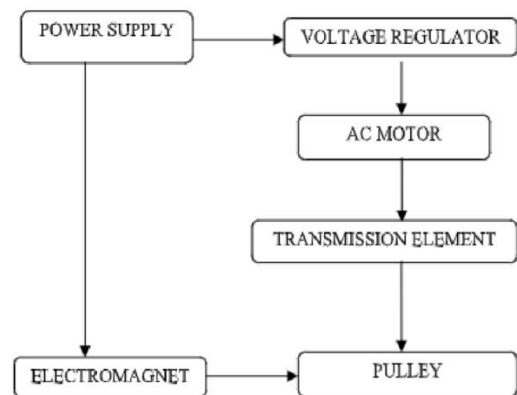 POWER SUPPLY
VOLTAGE REGULATOR
AC MOTOR
TRANSMISSION ELEMENT
ELECTROMAGNET
PULLEY